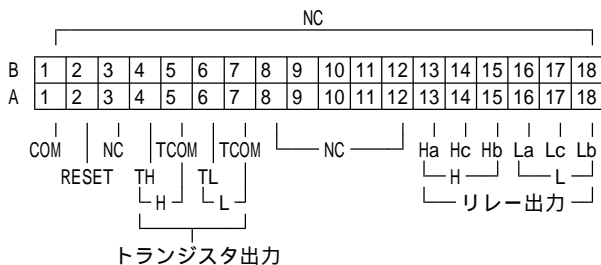 NC
B 1 2 3 4 5 6 7 8 9 10 11 12 13 14 15 16 17 18
A 1 2 3 4 5 6 7 8 9 10 11 12 13 14 15 16 17 18
COM NC TCOM TCOM NC Ha Hc Hb La Lc Lb
RESET TH TL H L
H L リレー出力
トランジスタ出力